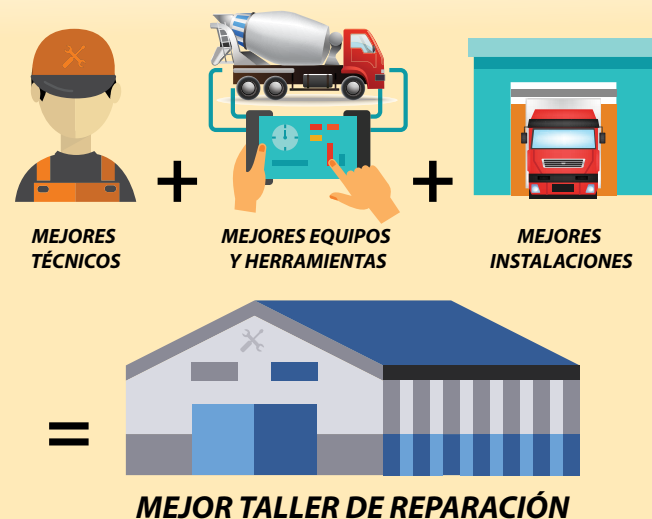 +
+
MEJORES
TÉCNICOS
MEJORES EQUIPOS
Y HERRAMIENTAS
MEJORES
INSTALACIONES
=
MEJOR TALLER DE REPARACIÓN